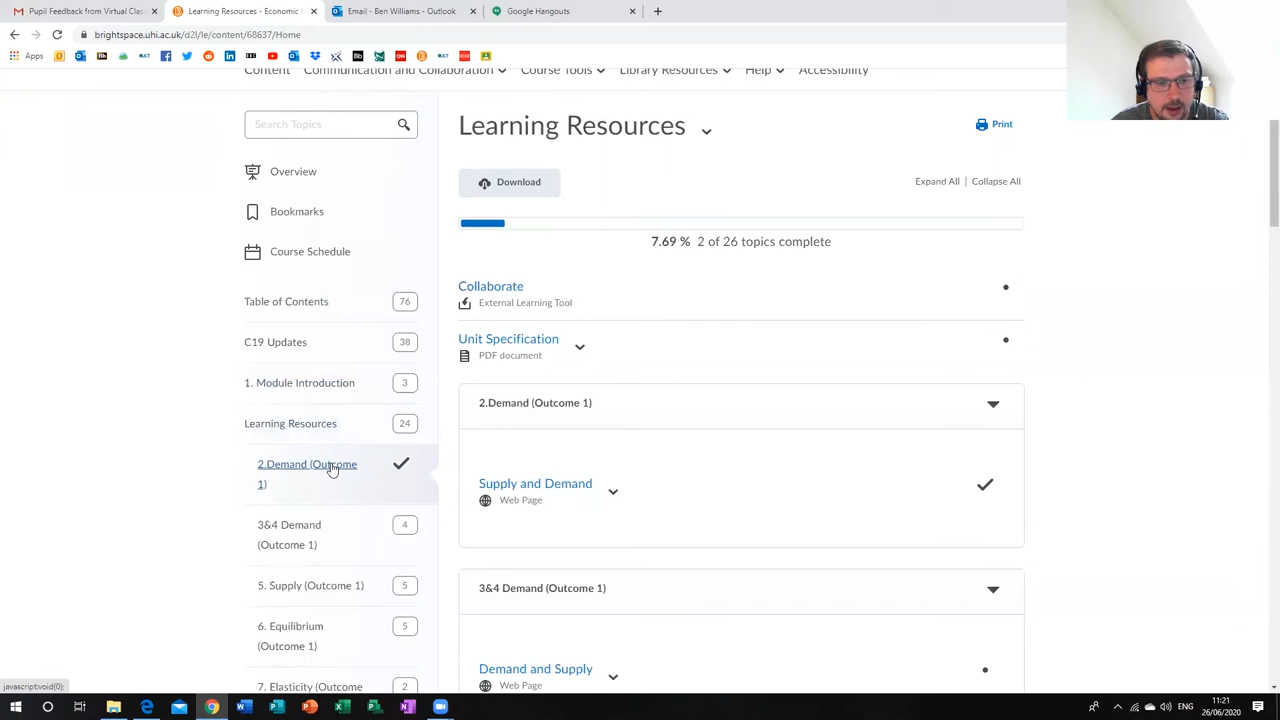 Pupil Feedback from Virtual Class
Learning Resources - Economic
Email - Ben Williams - Outlook
Google Hangouts
brightspace.uhi.ac.uk/d2l/le/content/68637/Home
Apps
Content Communication and Collaboration Course Tools Library Resources Help Accessibility
Search Topics
Overview
Bookmarks
Course Schedule
Table of Contents 76
C19 Updates 38
1. Module Introduction 3
Learning Resources 24
2.Demand (Outcome
1)
3&4 Demand 4
(Outcome 1)
5. Supply (Outcome 1) 5
6. Equilibrium 5
(Outcome 1)
7. Elasticity (Outcome 2
Learning Resources
Print
Download
Expand All | Collapse All
7.69 % 2 of 26 topics complete
Collaborate
External Learning Tool
Unit Specification
PDF document
2.Demand (Outcome 1)
Supply and Demand
Web Page
3&4 Demand (Outcome 1)
Demand and Supply
Web Page
javascript:void(0);
ENG
11:21
26/06/2020